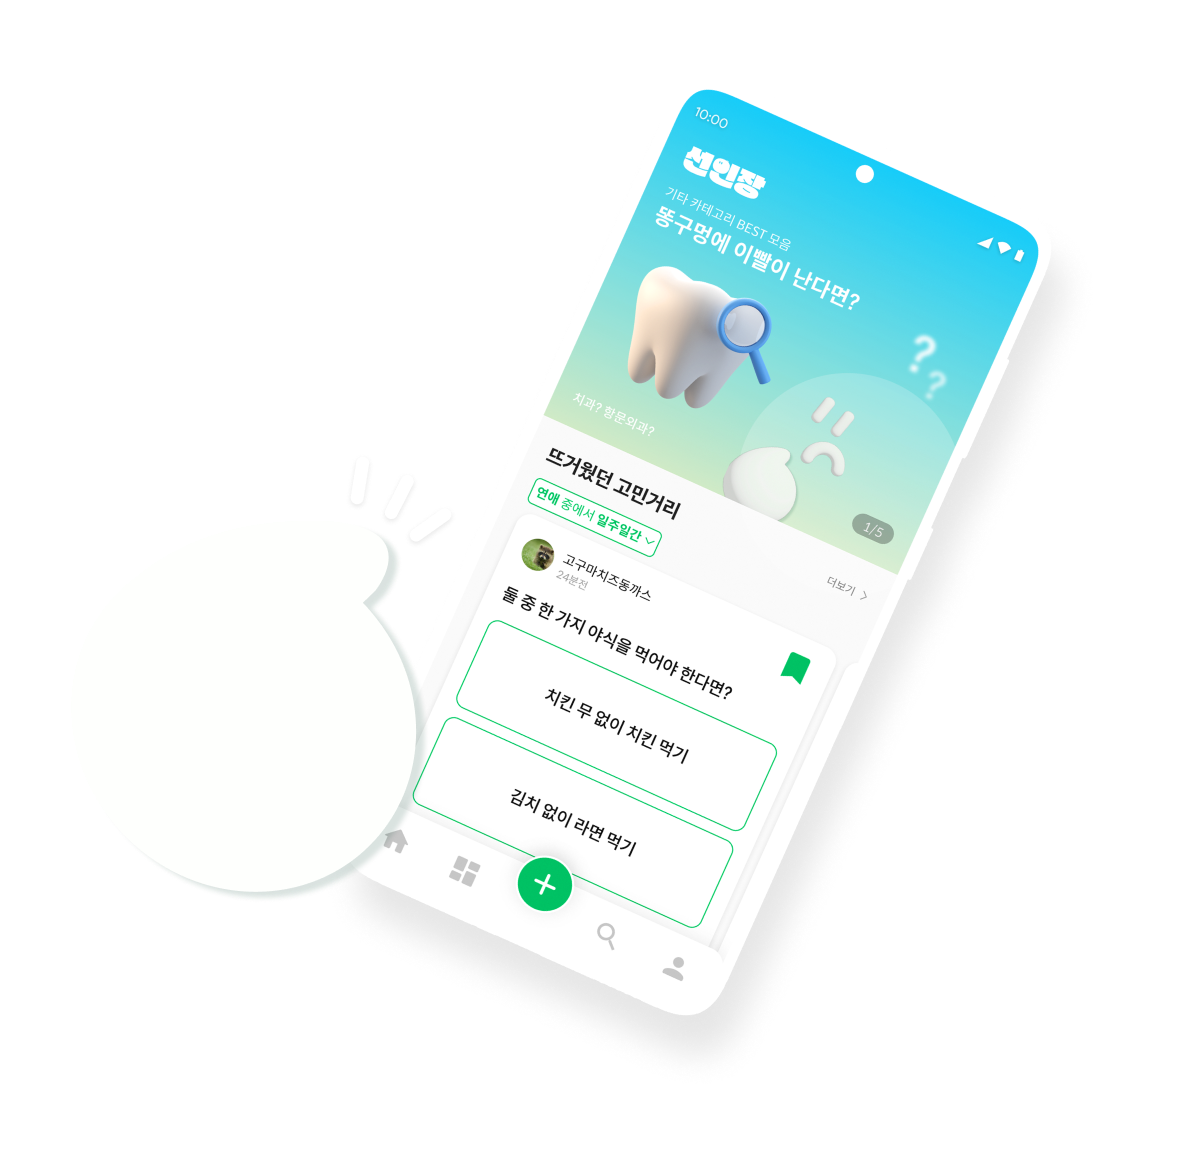 10:00
선인장
기타 카테고리 BEST 모음
똥구멍에 이빨이 난다면?
? ?
치과? 항문외과?
1/5
뜨거웠던 고민거리
연애 중에서 일주일간
더보기
고구마치즈동까스
24분전
둘 중 한 가지 야식을 먹어야 한다면?
치킨 무 없이 치킨 먹기
김치 없이 라면 먹기